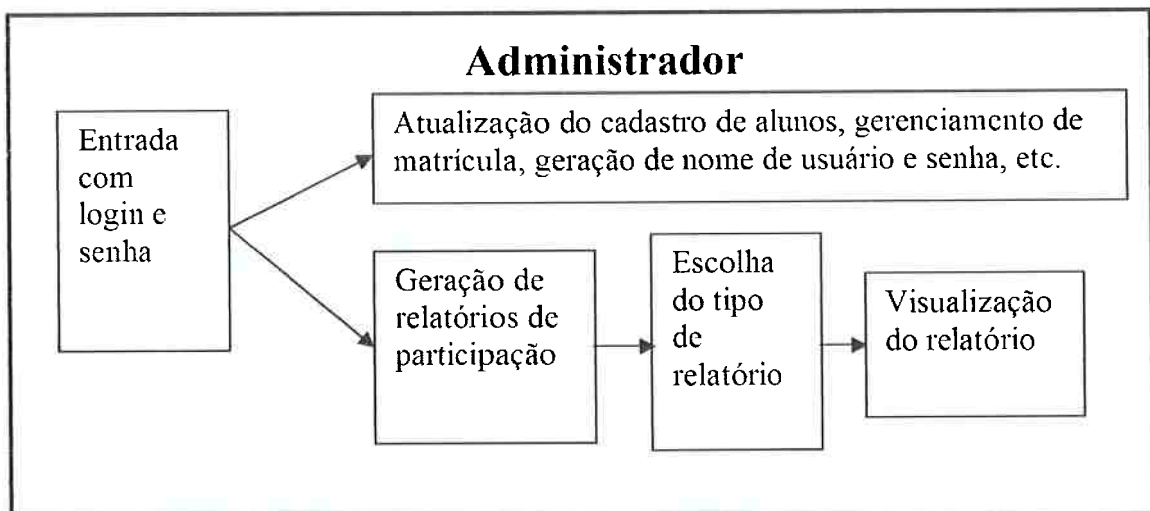 Administrador
Entrada
com
login e
senha
Atualização do cadastro de alunos, gerenciamento de
matrícula, geração de nome de usuário e senha, etc.
Geração de
relatórios de
participação
Escolha
do tipo
de
relatório
Visualização
do relatório